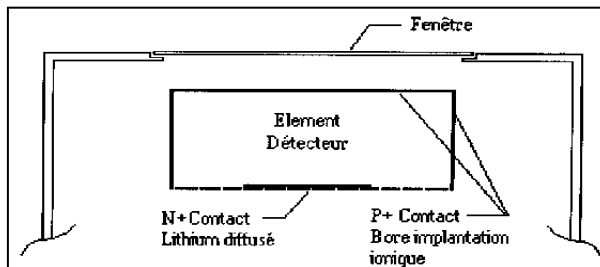 Fenêtre
Element
Détecteur
N+Contact
Lithium diffusé
P+ Contact
Bore implantation
ionique